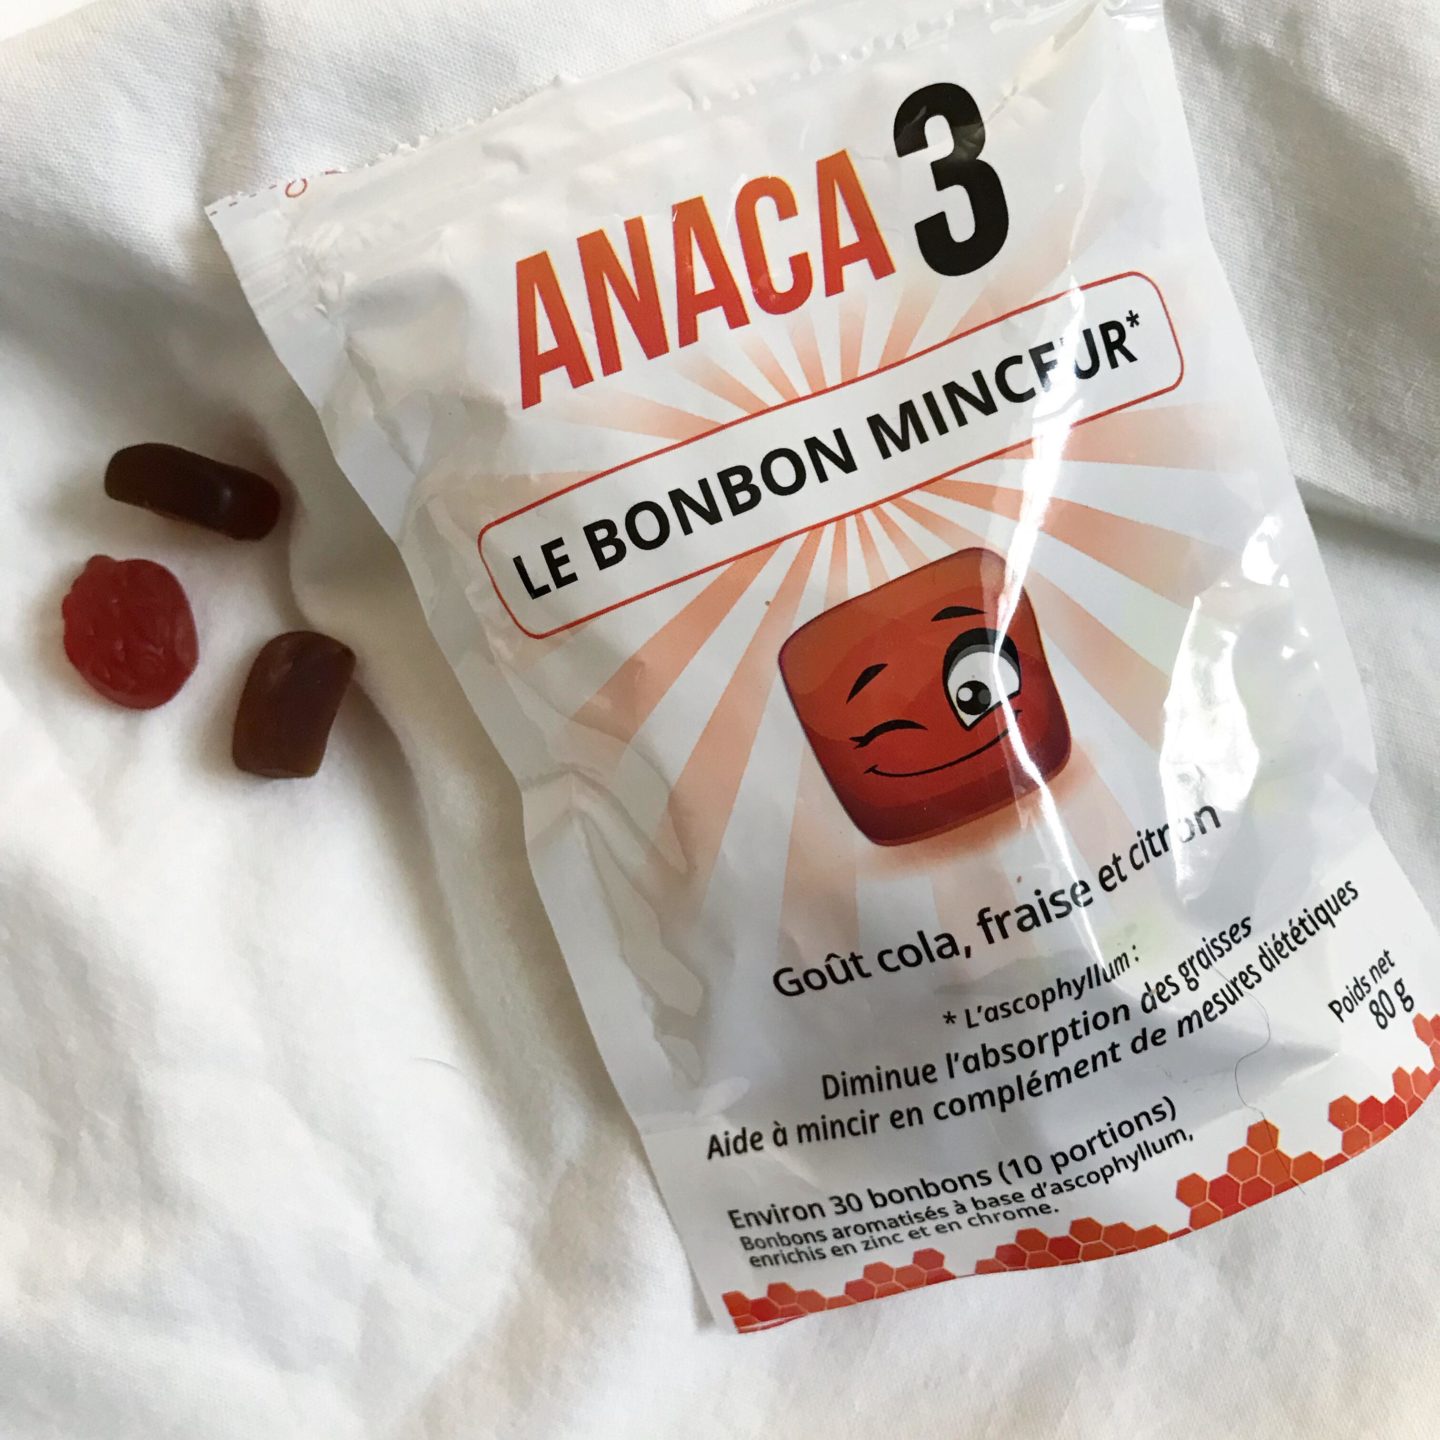 ANACA 3
LE BONBON MINCEUR*
Goût cola, fraise et citron
* L'ascophyllum :
Diminue l'absorption des graisses
Aide à mincir en complément de mesures diététiques
Poids net
80 g
Environ 30 bonbons (10 portions)
Bonbons aromatisés à base d'ascophyllum,
enrichis en zinc et en chrome.